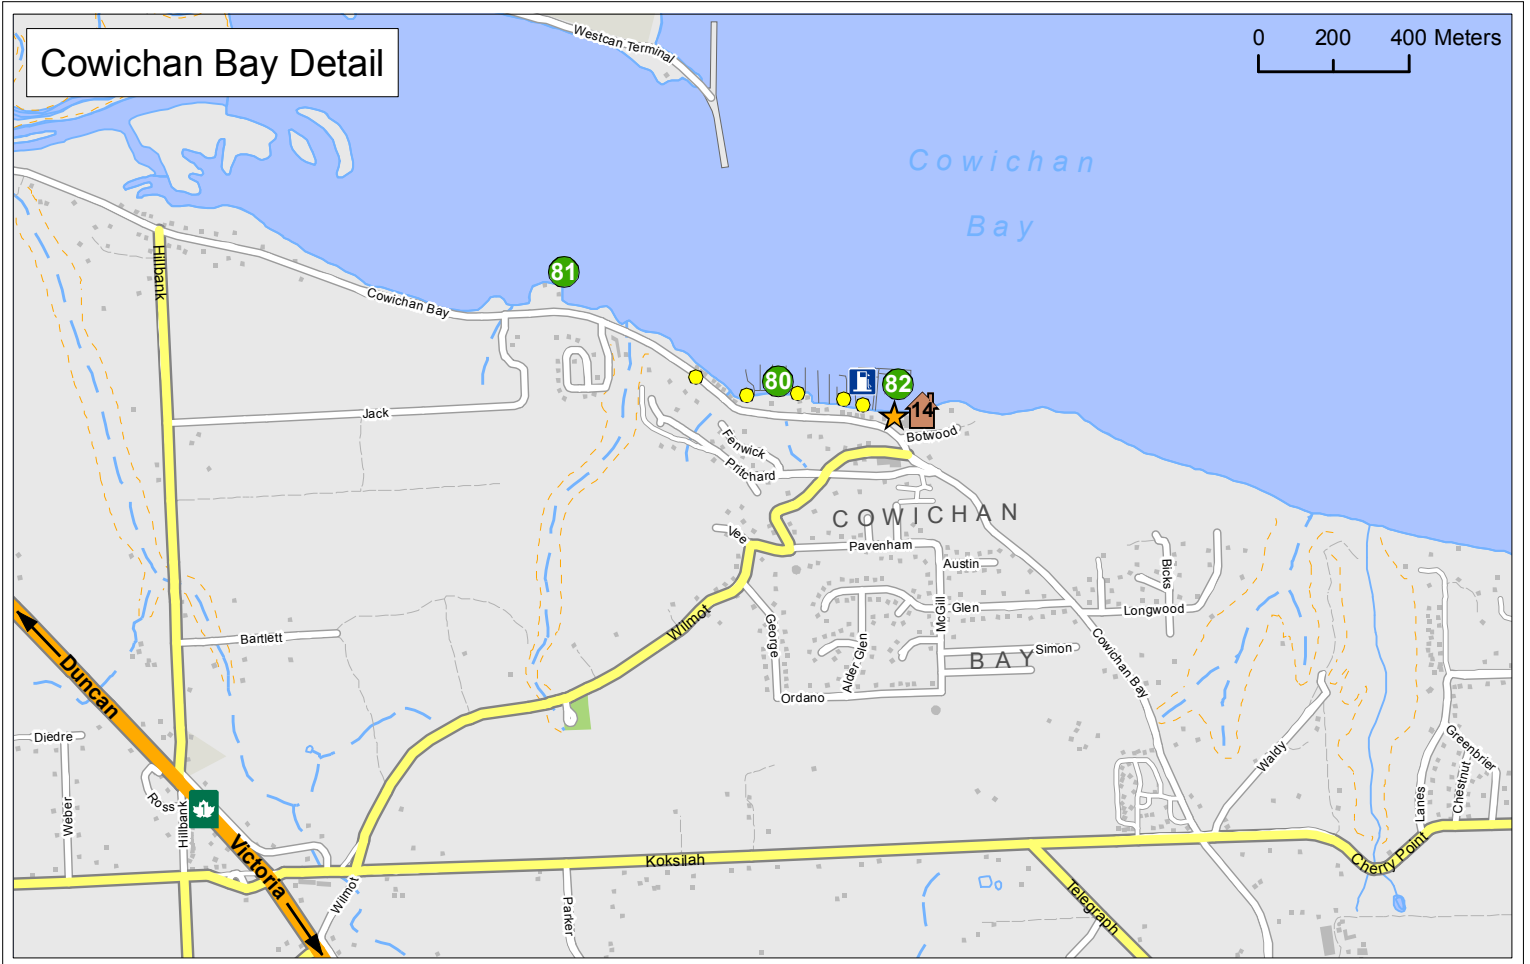 Cowichan Bay Detail
0 200 400 Meters
Westcan Terminal
Cowichan
Bay
Hillbank
81
Cowichan Bay
80
82
14
Botwood
Jack
Fenwick
Pritchard
COWICHAN
Vee
Pavenham
Austin
Bicks
McGill
Glen
Longwood
Wilmot
George
Bartlett
Alder Glen
Simon
BAY
Cowichan Bay
Duncan
Ordano
Diedre
Waldy
Greenbrier
Chestnut
Lanes
Ross
1
Weber
Hillbank
Victoria
Koksilah
Cherry Point
Wilmot
Parker
Telegraph